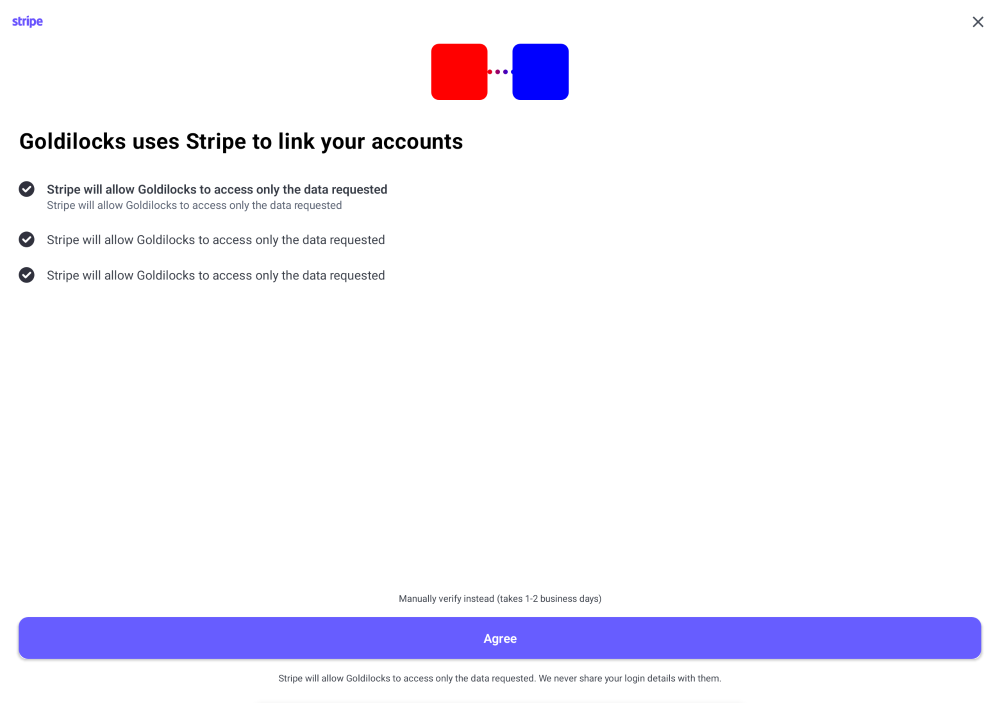 stripe
Goldilocks uses Stripe to link your accounts
Stripe will allow Goldilocks to access only the data requested
Stripe will allow Goldilocks to access only the data requested
Stripe will allow Goldilocks to access only the data requested
Stripe will allow Goldilocks to access only the data requested
Manually verify instead (takes 1-2 business days)
Agree
Stripe will allow Goldilocks to access only the data requested. We never share your login details with them.